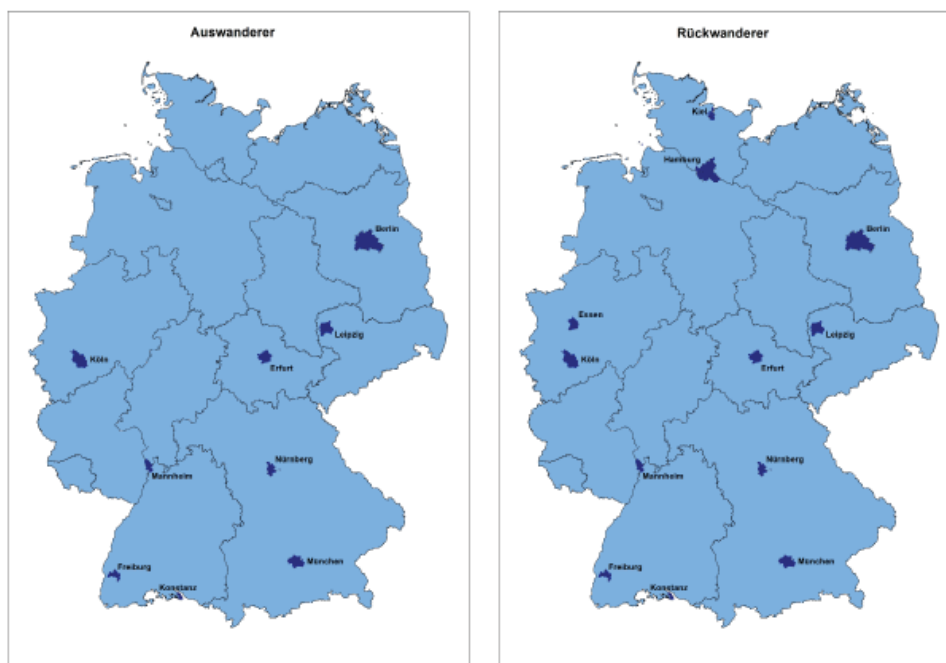 Auswanderer
Berlin
Leipzig
Köln
Erfurt
Nürnberg
Mannheim
München
Freiburg
Konstanz
Rückwanderer
Kiel
Hamburg
Berlin
Essen
Leipzig
Köln
Erfurt
Nürnberg
Mannheim
München
Freiburg
Konstanz